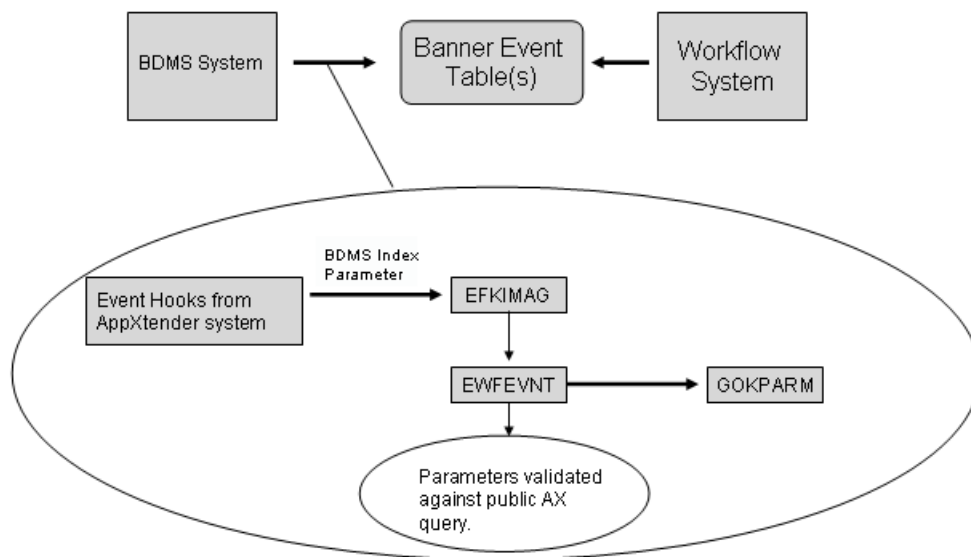 BDMS System
Banner Event
Table(s)
Workflow
System
BDMS Index
Parameter
Event Hooks from
AppXtender system
EFKIMAG
EWFEVNT
GOKPARM
Parameters validated
against public AX
query.